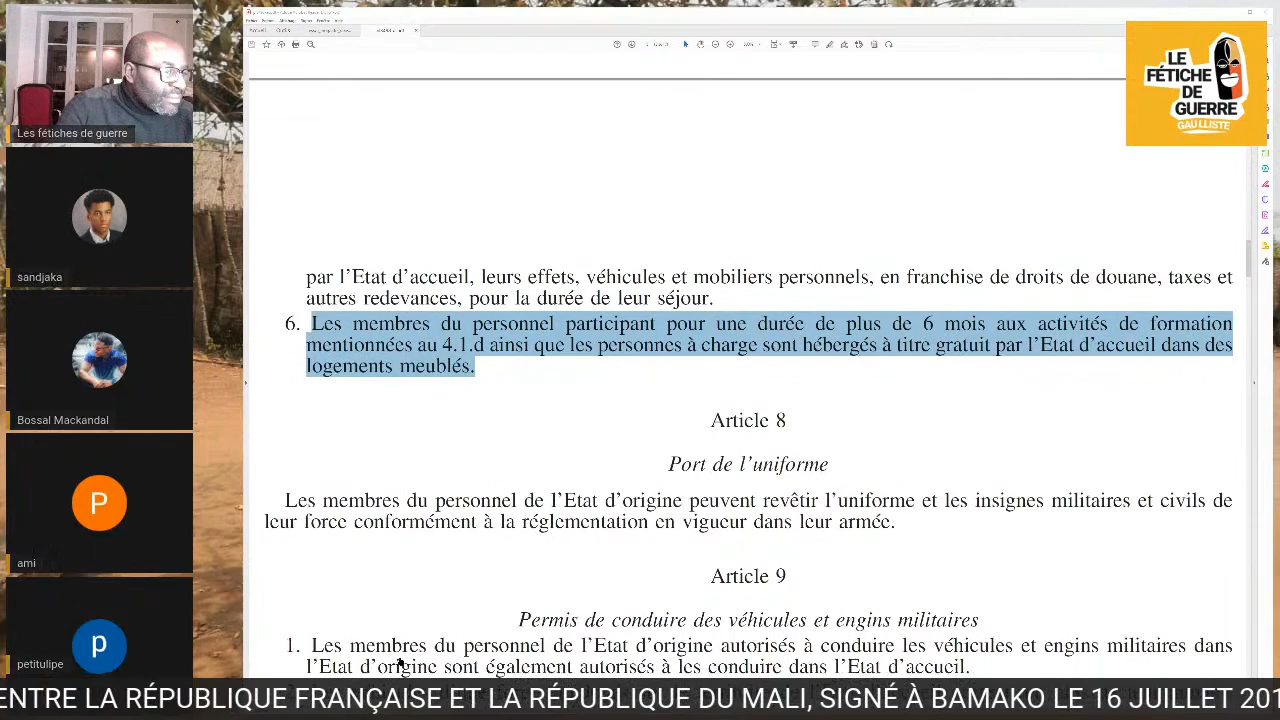 Les fétiches de guerre
sandjaka
Bossal Mackandal
P
ami
p
petitulipe
LE
FÉTICHE
DE
GUERRE
GAULLISTE
par l'Etat d'accueil, leurs effets, véhicules et mobiliers personnels, en franchise de droits de douane, taxes et
autres redevances, pour la durée de leur séjour.
6. Les membres du personnel participant pour une durée de plus de 6 mois aux activités de formation
mentionnées au 4.1.d ainsi que les personnes à charge sont hébergés à titre gratuit par l'Etat d'accueil dans des
logements meublés.
Article 8
Port de l'uniforme
Les membres du personnel de l'Etat d'origine peuvent revêtir l'uniforme et les insignes militaires et civils de
leur force conformément à la réglementation en vigueur dans leur armée.
Article 9
Permis de conduire des véhicules et engins militaires
1. Les membres du personnel de l'Etat d'origine autorisés à conduire les véhicules et engins militaires dans
l'Etat d'origine sont également autorisés à les conduire dans l'Etat d'accueil.
ENTRE LA RÉPUBLIQUE FRANÇAISE ET LA RÉPUBLIQUE DU MALI, SIGNÉ À BAMAKO LE 16 JUILLET 201